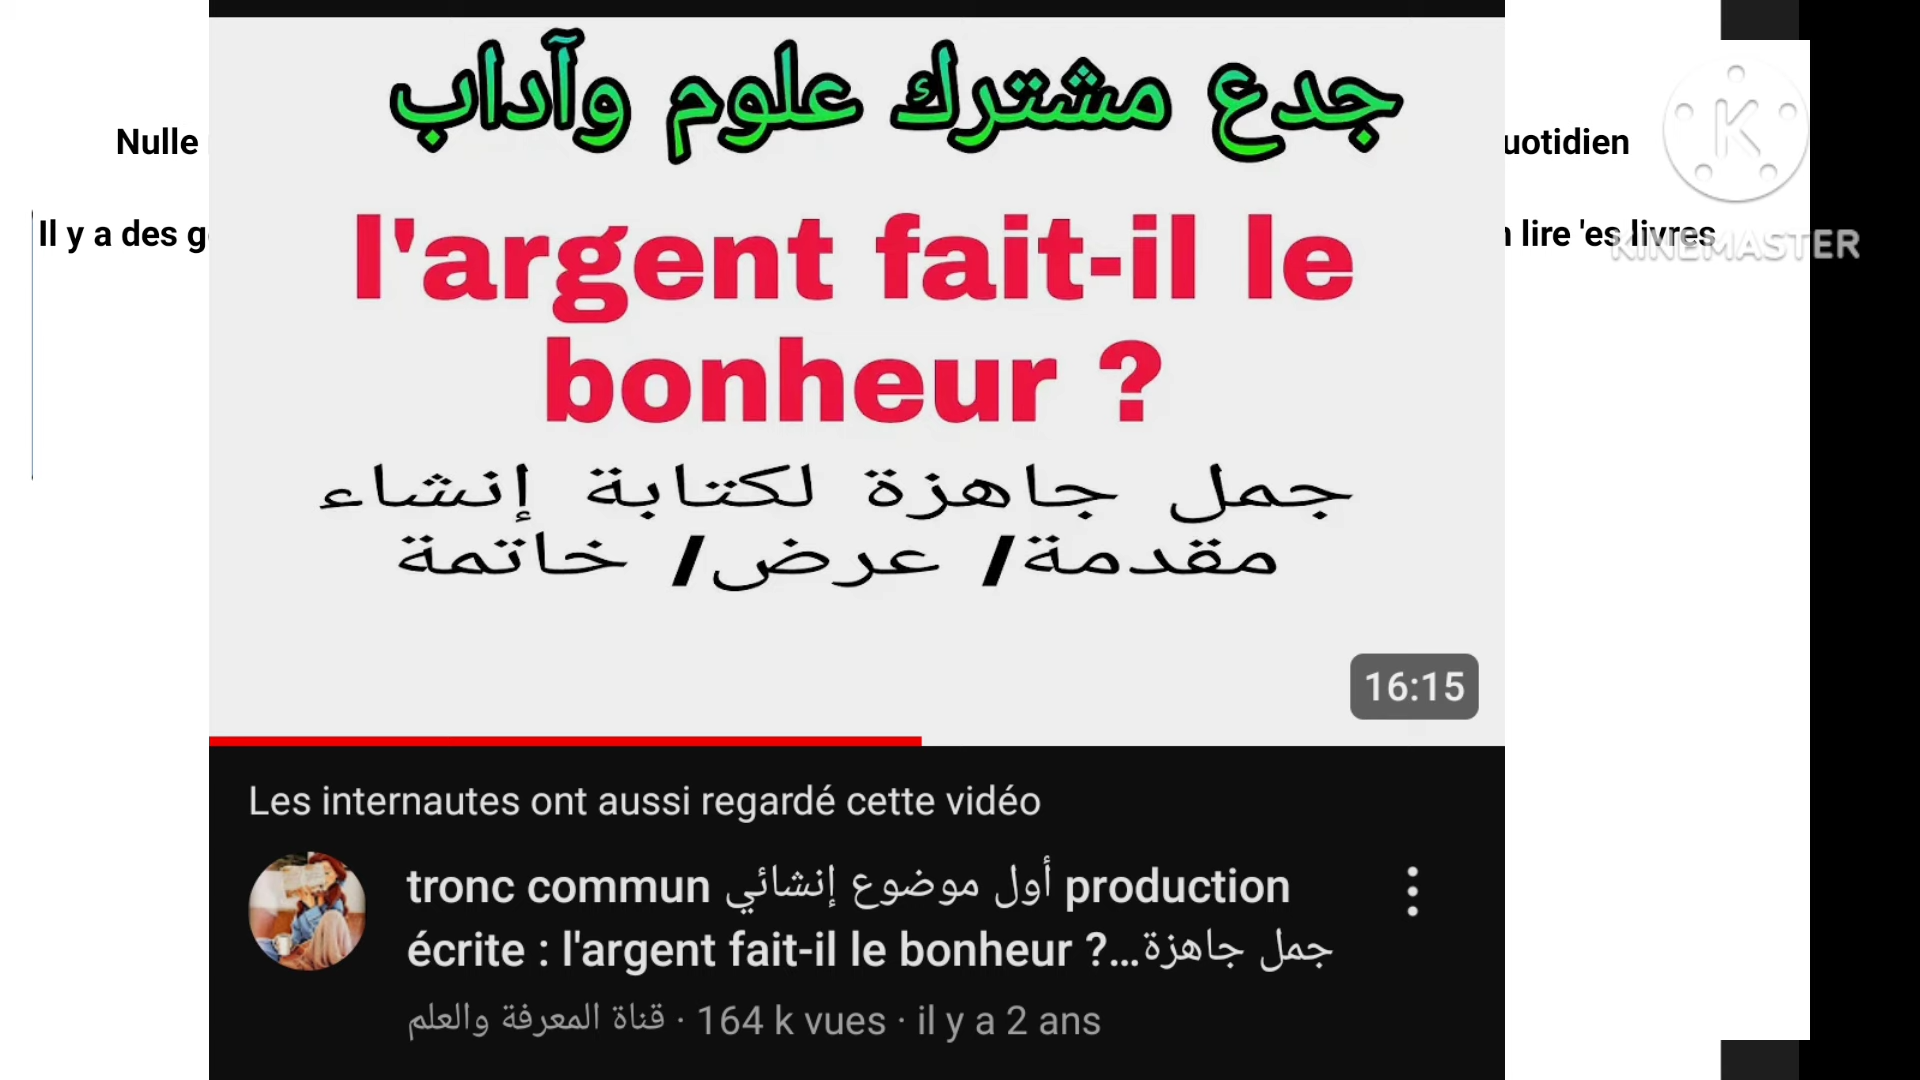 جدع مشترك علوم وآداب
Nulle
uotidien
l'argent fait-il le
Il y a des g
lire 'es livres
KINEMASTER
bonheur ?
جمل جاهزة لكتابة إنشاء
مقدمة/ عرض/ خاتمة
16:15
Les internautes ont aussi regardé cette vidéo
tronc commun أول موضوع إنشائي production
écrite : l'argent fait-il le bonheur ?...جمل جاهزة
قناة المعرفة والعلم · 164 k vues · il y a 2 ans